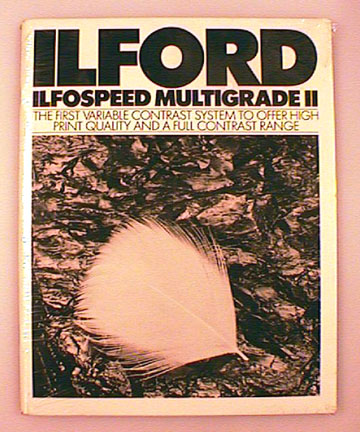 ILFORD
ILFOSPEED MULTIGRADE II
THE FIRST VARIABLE CONTRAST SYSTEM TO OFFER HIGH
PRINT QUALITY AND A FULL CONTRAST RANGE